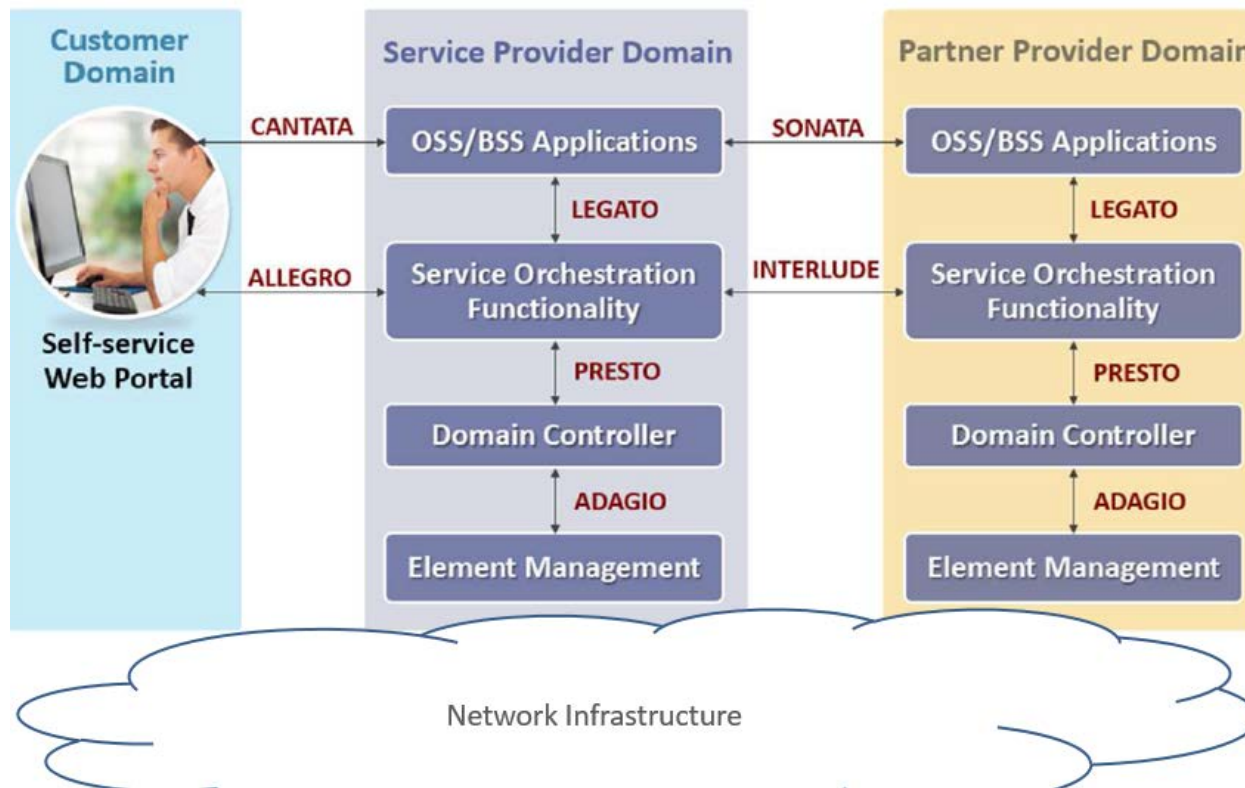 Customer
Domain
Service Provider Domain
Partner Provider Domain
CANTATA
OSS/BSS Applications
SONATA
OSS/BSS Applications
LEGATO
LEGATO
ALLEGRO
Service Orchestration
Functionality
INTERLUDE
Service Orchestration
Functionality
Self-service
Web Portal
PRESTO
PRESTO
Domain Controller
Domain Controller
ADAGIO
ADAGIO
Element Management
Element Management
Network Infrastructure